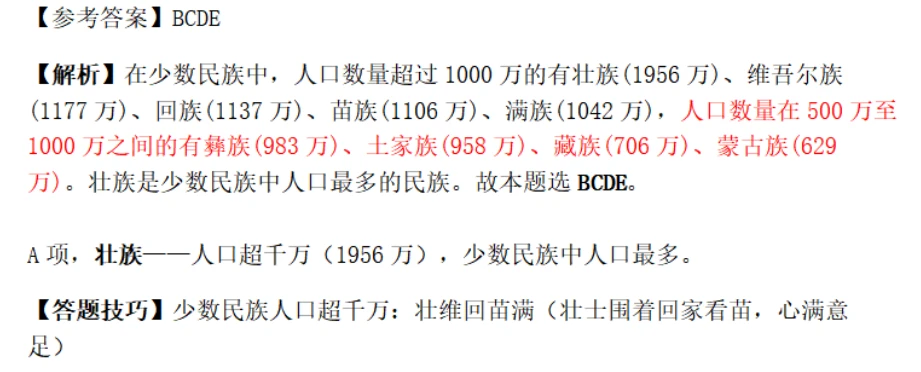 【参考答案】BCDE
【解析】在少数民族中，人口数量超过 1000 万的有壮族(1956 万)、维吾尔族
(1177 万)、回族(1137 万)、苗族(1106 万)、满族(1042 万)，人口数量在 500 万至
1000 万之间的有彝族(983 万)、土家族(958 万)、藏族(706 万)、蒙古族(629
万)。壮族是少数民族中人口最多的民族。故本题选 BCDE。
A 项，壮族——人口超千万（1956 万），少数民族中人口最多。
【答题技巧】少数民族人口超千万：壮维回苗满（壮士围着回家看苗，心满意
足）